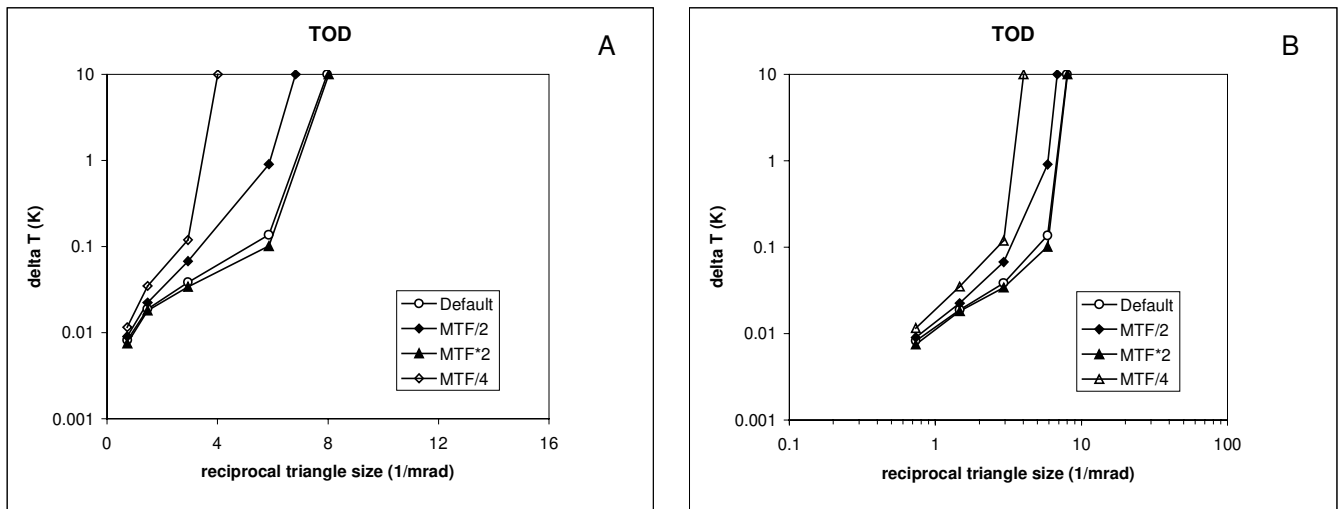 TOD
A
10
1
0.1
0.01
0.001
delta T (K)
0
4
8
12
16
reciprocal triangle size (1/mrad)
Default
MTF/2
MTF*2
MTF/4
TOD
B
10
1
0.1
0.01
0.001
delta T (K)
0.1
1
10
100
reciprocal triangle size (1/mrad)
Default
MTF/2
MTF*2
MTF/4